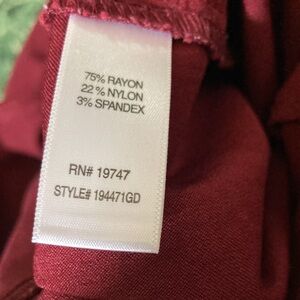 75% RAYON
22% NYLON
3% SPANDEX
RN# 19747
STYLE# 194471GD